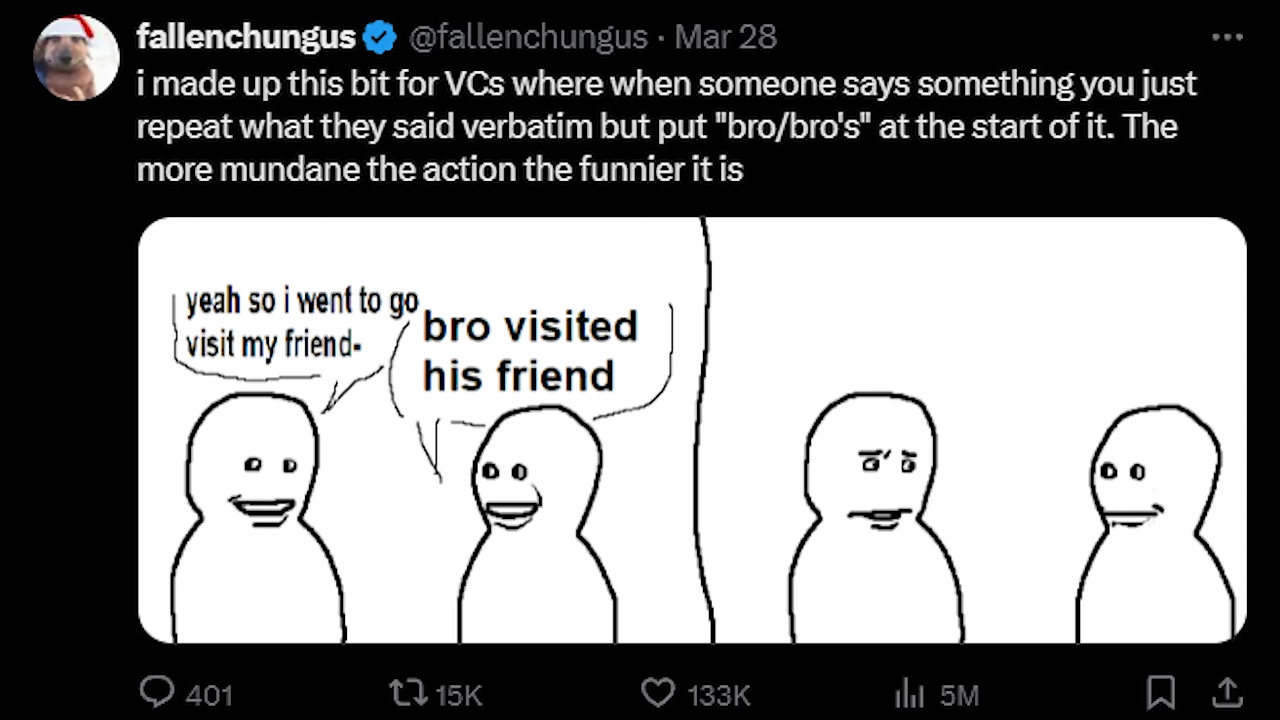 fallenchungus @fallenchungus · Mar 28
i made up this bit for VCs where when someone says something you just
repeat what they said verbatim but put "bro/bro's" at the start of it. The
more mundane the action the funnier it is
yeah so i went to go
visit my friend-
bro visited
his friend
401 15K 133K 5M